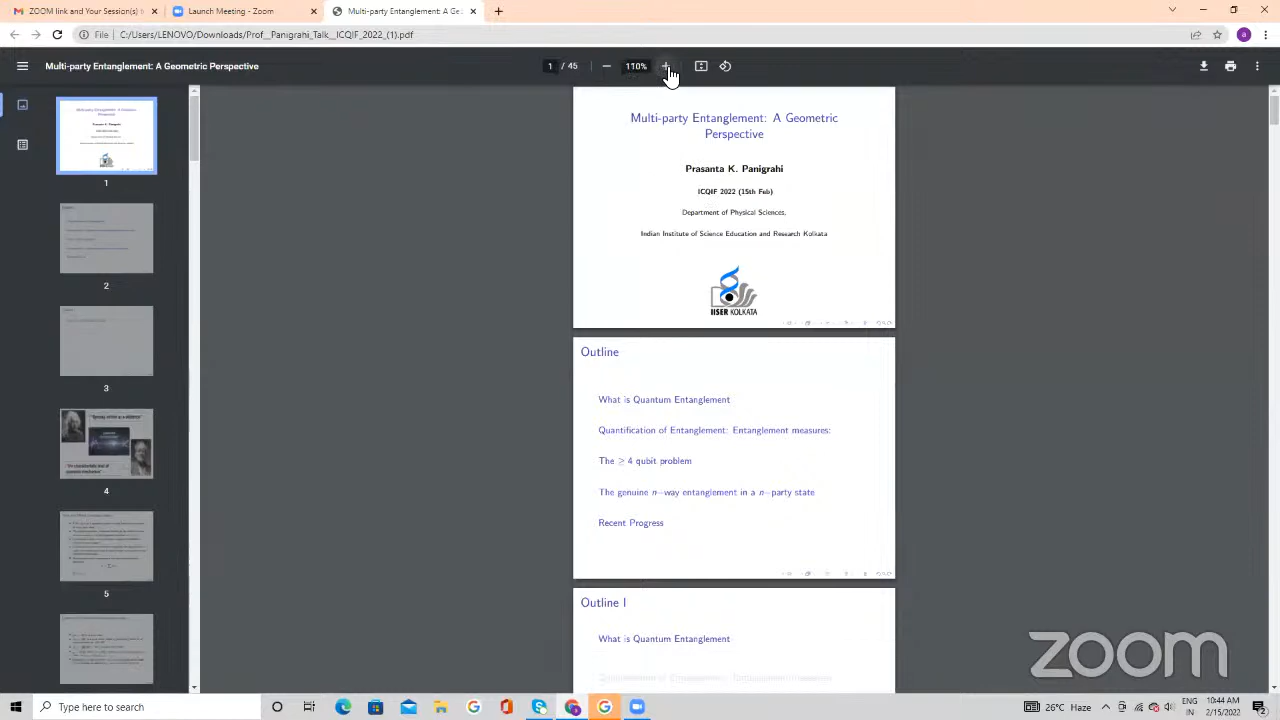 ZOOM link and Your Session(s) in
Launch Meeting - Zoom
Multi-party Entanglement: A Geo
File
C:/Users/LENOVO/Downloads/Prof._Panigrahi_Talk_ICQIF_2022_(1).pdf
a
Multi-party Entanglement: A Geometric Perspective
1 / 45
110%
1
2
3
4
5
Multi-party Entanglement: A Geometric
Perspective
Prasanta K. Panigrahi
ICQIF 2022 (15th Feb)
Department of Physical Sciences,
Indian Institute of Science Education and Research Kolkata
IISER KOLKATA
Outline
What is Quantum Entanglement
Quantification of Entanglement: Entanglement measures:
The ≥ 4 qubit problem
The genuine n−way entanglement in a n−party state
Recent Progress
Outline I
What is Quantum Entanglement
zoom
Type here to search
26°C Haze
ENG
IN
10:44 AM
2/15/2022